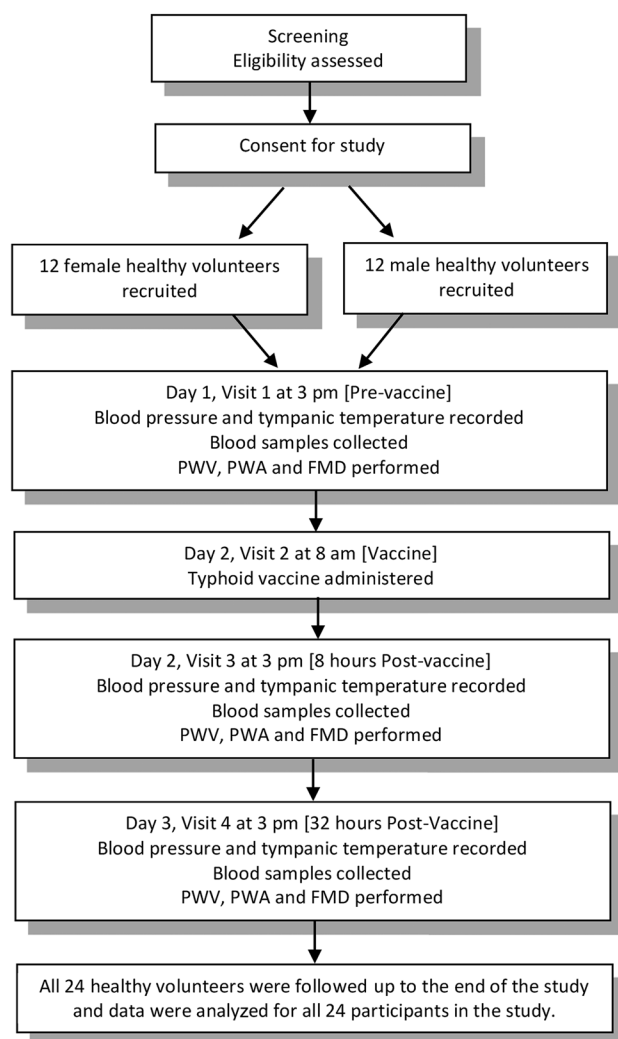 Screening
Eligibility assessed
Consent for study
12 female healthy volunteers
recruited
12 male healthy volunteers
recruited
Day 1, Visit 1 at 3 pm [Pre-vaccine]
Blood pressure and tympanic temperature recorded
Blood samples collected
PWV, PWA and FMD performed
Day 2, Visit 2 at 8 am [Vaccine]
Typhoid vaccine administered
Day 2, Visit 3 at 3 pm [8 hours Post-vaccine]
Blood pressure and tympanic temperature recorded
Blood samples collected
PWV, PWA and FMD performed
Day 3, Visit 4 at 3 pm [32 hours Post-Vaccine]
Blood pressure and tympanic temperature recorded
Blood samples collected
PWV, PWA and FMD performed
All 24 healthy volunteers were followed up to the end of the study
and data were analyzed for all 24 participants in the study.